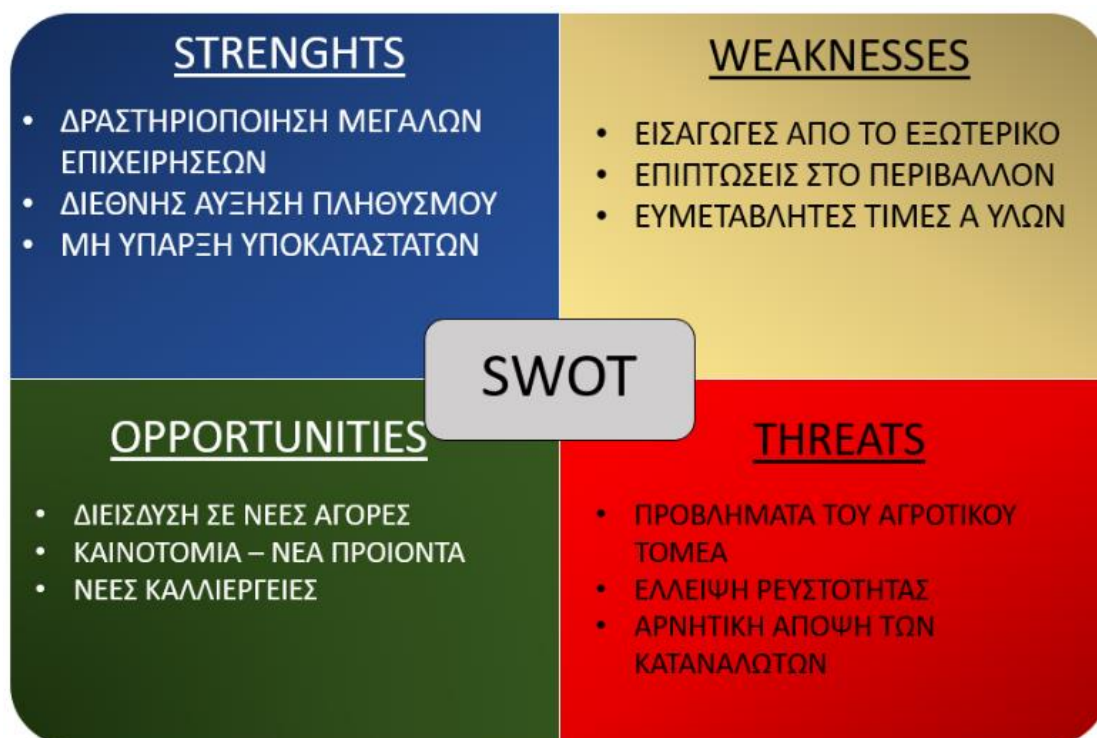 STRENGHTS
• ΔΡΑΣΤΗΡΙΟΠΟΙΗΣΗ ΜΕΓΑΛΩΝ
ΕΠΙΧΕΙΡΗΣΕΩΝ
• ΔΙΕΘΝΗΣ ΑΥΞΗΣΗ ΠΛΗΘΥΣΜΟΥ
• ΜΗ ΥΠΑΡΞΗ ΥΠΟΚΑΤΑΣΤΑΤΩΝ
WEAKNESSES
• ΕΙΣΑΓΩΓΕΣ ΑΠΟ ΤΟ ΕΞΩΤΕΡΙΚΟ
• ΕΠΙΠΤΩΣΕΙΣ ΣΤΟ ΠΕΡΙΒΑΛΛΟΝ
• ΕΥΜΕΤΑΒΛΗΤΕΣ ΤΙΜΕΣ Α ΥΛΩΝ
SWOT
OPPORTUNITIES
• ΔΙΕΙΣΔΥΣΗ ΣΕ ΝΕΕΣ ΑΓΟΡΕΣ
• ΚΑΙΝΟΤΟΜΙΑ – ΝΕΑ ΠΡΟΙΟΝΤΑ
• ΝΕΕΣ ΚΑΛΛΙΕΡΓΕΙΕΣ
THREATS
• ΠΡΟΒΛΗΜΑΤΑ ΤΟΥ ΑΓΡΟΤΙΚΟΥ
ΤΟΜΕΑ
• ΕΛΛΕΙΨΗ ΡΕΥΣΤΟΤΗΤΑΣ
• ΑΡΝΗΤΙΚΗ ΑΠΟΨΗ ΤΩΝ
ΚΑΤΑΝΑΛΩΤΩΝ